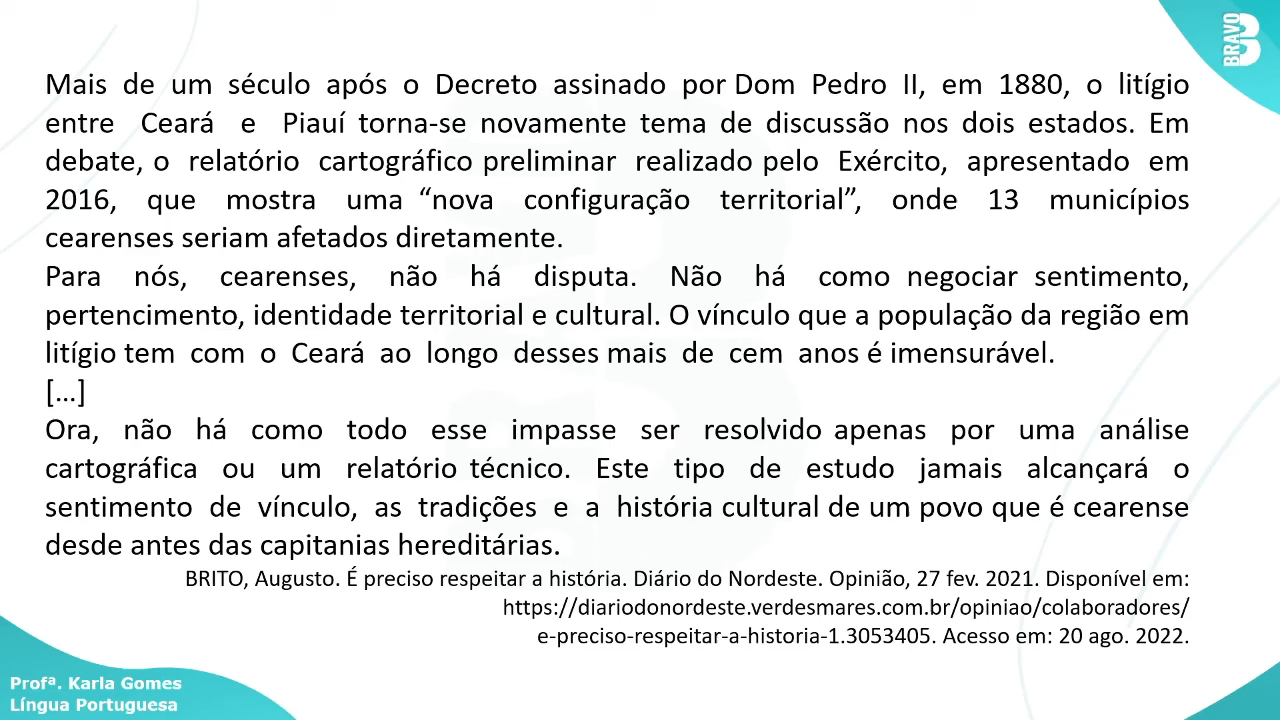 BRAVO
Mais de um século após o Decreto assinado por Dom Pedro II, em 1880, o litígio
entre Ceará e Piauí torna-se novamente tema de discussão nos dois estados. Em
debate, o relatório cartográfico preliminar realizado pelo Exército, apresentado em
2016, que mostra uma “nova configuração territorial”, onde 13 municípios
cearenses seriam afetados diretamente.
Para nós, cearenses, não há disputa. Não há como negociar sentimento,
pertencimento, identidade territorial e cultural. O vínculo que a população da região em
litígio tem com o Ceará ao longo desses mais de cem anos é imensurável.
[...]
Ora, não há como todo esse impasse ser resolvido apenas por uma análise
cartográfica ou um relatório técnico. Este tipo de estudo jamais alcançará o
sentimento de vínculo, as tradições e a história cultural de um povo que é cearense
desde antes das capitanias hereditárias.
BRITO, Augusto. É preciso respeitar a história. Diário do Nordeste. Opinião, 27 fev. 2021. Disponível em:
https://diariodonordeste.verdesmares.com.br/opiniao/colaboradores/
e-preciso-respeitar-a-historia-1.3053405. Acesso em: 20 ago. 2022.
Profª. Karla Gomes
Língua Portuguesa